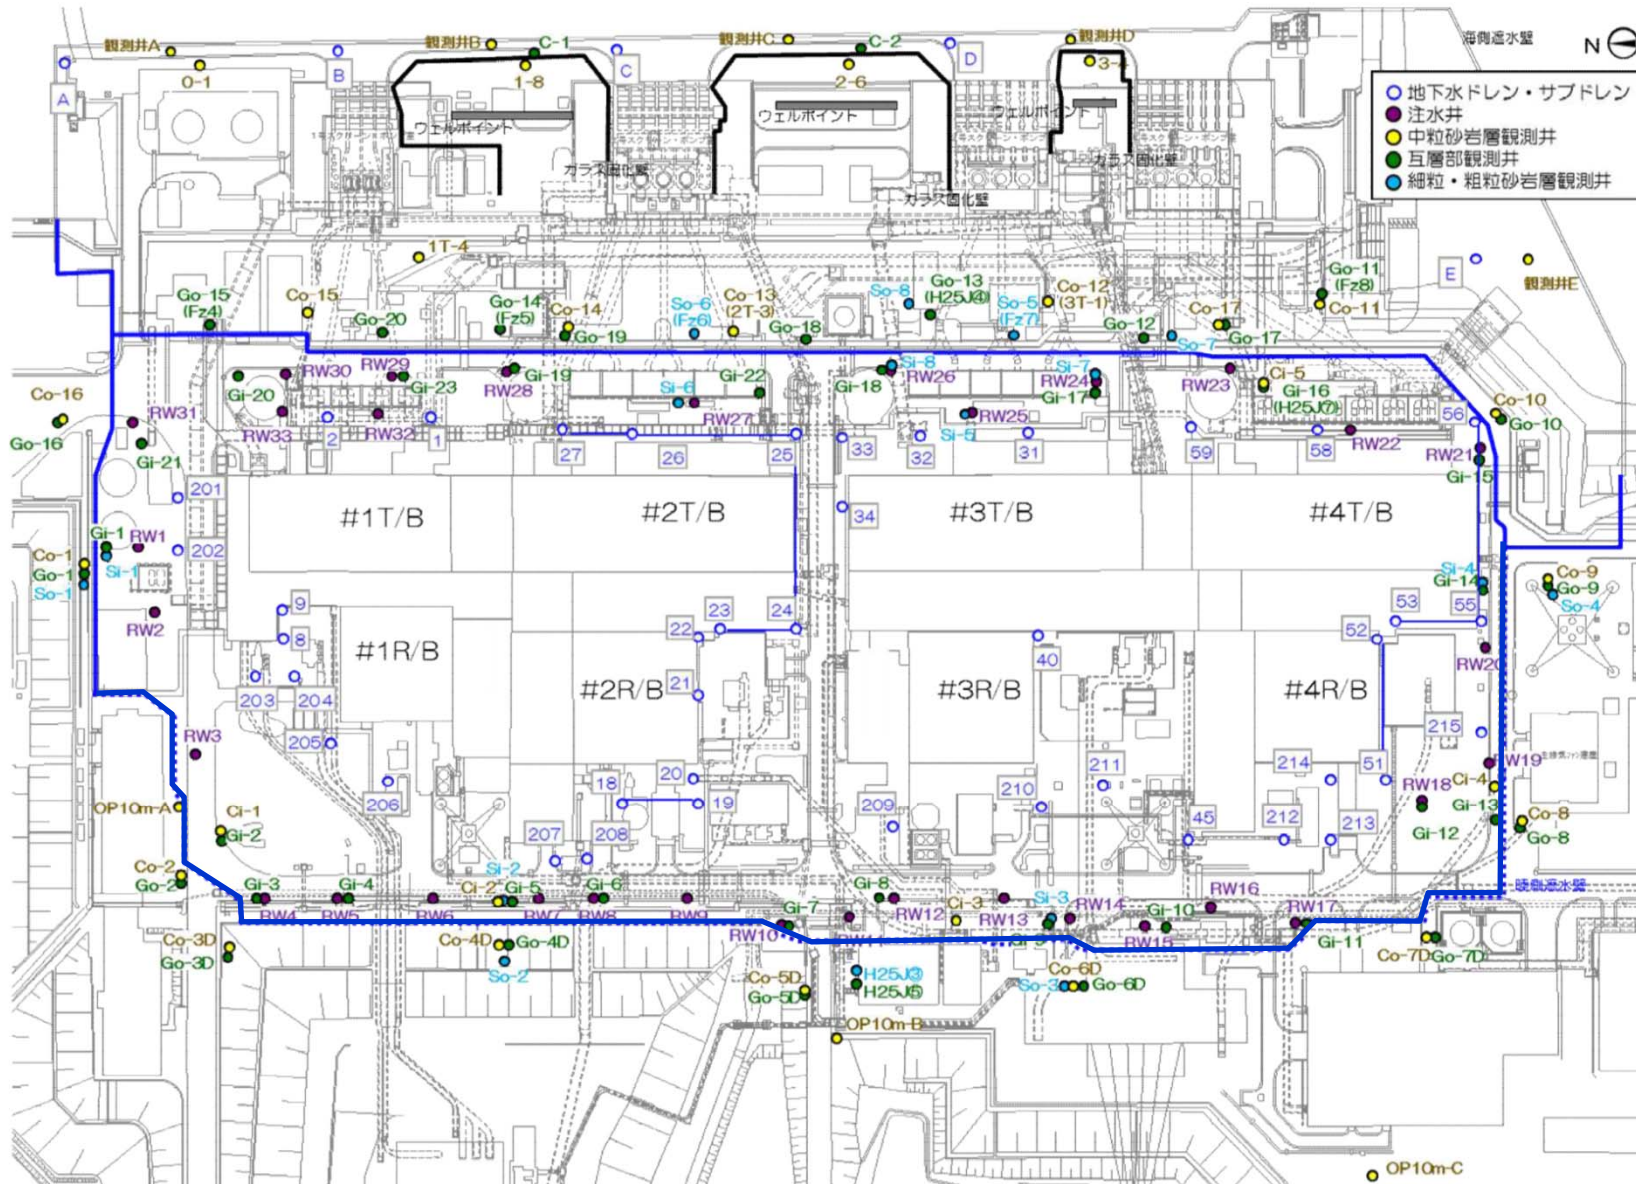 海側遮水壁
N
地下水ドレン・サブドレン
注水井
中粒砂岩層観測井
互層部観測井
細粒・粗粒砂岩層観測井
観測井A
観測井B
C-1
観測井C
C-2
観測井D
A
0-1
B
1-8
C
2-6
D
3-4
ウェルポイント
ウェルポイント
ウェルポイント
ガラス固化壁
ガラス固化壁
ガラス固化壁
1T-4
E
観測井E
Go-15
(Fz4)
Co-15
Go-20
Go-14
(Fz5)
Co-14
Go-19
So-6
(Fz6)
Co-13
(2T-3)
Go-18
So-8
Go-13
(H25J④)
So-5
(Fz7)
Co-12
(3T-1)
Go-12
So-7
Co-17
Go-17
Go-11
(Fz8)
Co-11
Co-16
Go-16
RW31
Gi-21
Gi-20
RW30
RW33
RW29
Gi-23
RW32
2
1
RW28
Gi-19
Si-6
RW27
Gi-22
27
26
25
Gi-18
Si-8
RW26
Si-5
RW25
Si-7
RW24
Gi-17
33
32
31
RW23
Ci-5
Gi-16
(H25J⑦)
59
58
RW22
56
Co-10
Go-10
RW21
Gi-15
201
202
#1T/B
#2T/B
34
#3T/B
#4T/B
Co-1
Go-1
So-1
Gi-1
RW1
Si-1
RW2
Si-4
Gi-14
Co-9
Go-9
So-4
9
8
203
204
205
206
#1R/B
#2R/B
22
23
24
21
#3R/B
40
#4R/B
52
53
55
RW20
RW3
OP10m-A
Ci-1
Gi-2
Co-2
Go-2
18
20
19
207
208
209
210
211
45
212
214
213
51
215
RW19
RW18
Ci-4
Gi-13
Gi-12
Co-8
Go-8
陸側遮水壁
Gi-3
RW4
Gi-4
RW5
RW6
Si-2
Ci-2
Gi-5
RW7
Gi-6
RW8
RW9
Gi-7
RW10
Gi-8
RW12
Ci-3
RW13
Si-3
RW14
Gi-10
RW15
RW16
RW17
Gi-11
Co-3D
Go-3D
Co-4D
Go-4D
So-2
Co-5D
Go-5D
H25J③
H25J⑤
Co-6D
So-3
Go-6D
Co-7D
Go-7D
OP10m-B
OP10m-C